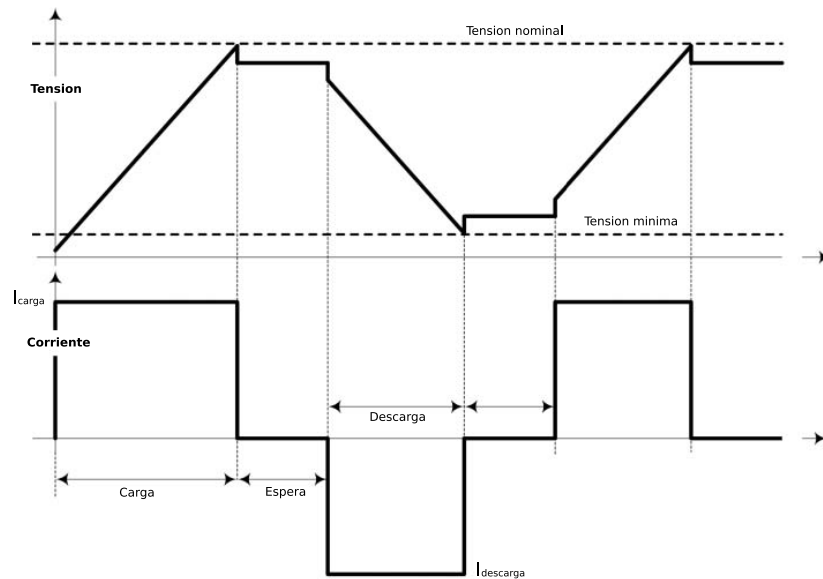 Tension nominal
Tension
Tension minima
Icarga
Corriente
Descarga
Carga
Espera
Idescarga